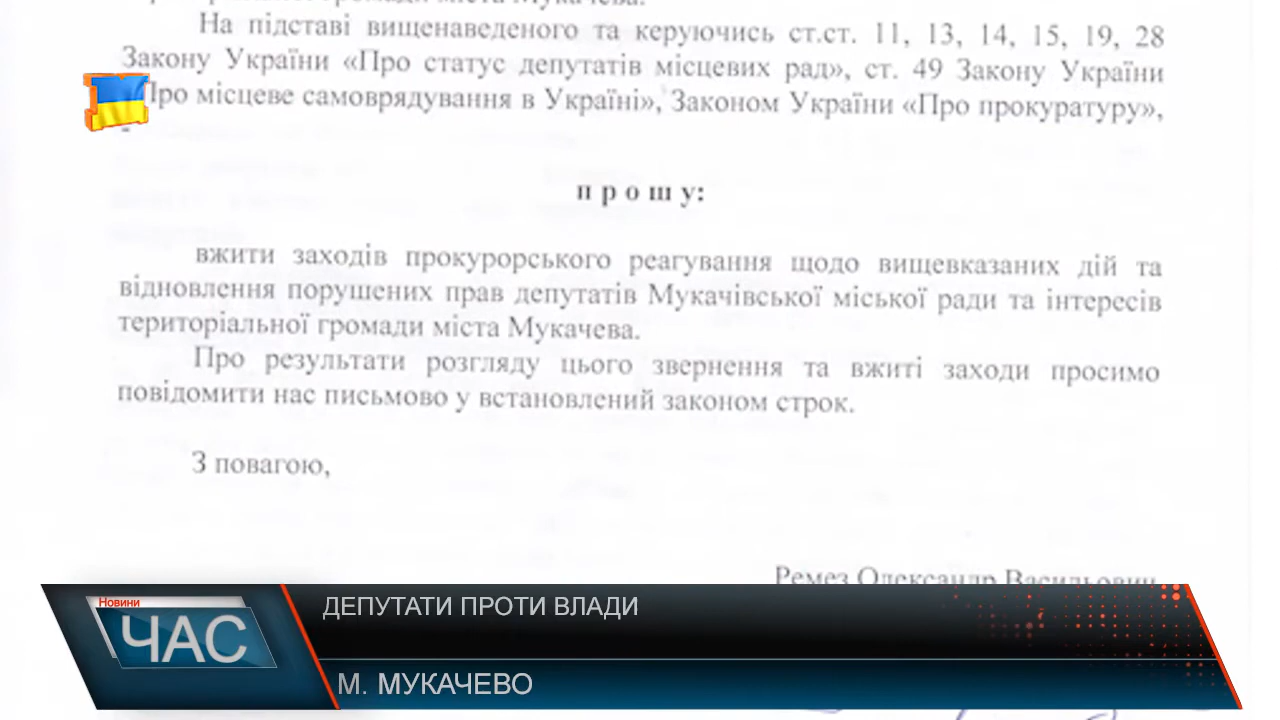 громади міста Мукачева.
На підставі вищенаведеного та керуючись ст.ст. 11, 13, 14, 15, 19, 28
Закону України «Про статус депутатів місцевих рад», ст. 49 Закону України
Про місцеве самоврядування в Україні», Законом України «Про прокуратуру»,
-
п р о ш у:
вжити заходів прокурорського реагування щодо вищевказаних дій та
відновлення порушених прав депутатів Мукачівської міської ради та інтересів
територіальної громади міста Мукачева.
Про результати розгляду цього звернення та вжиті заходи просимо
повідомити нас письмово у встановлений законом строк.
З повагою,
Ремез Олександр Васильович
Новини
ЧАС
ДЕПУТАТИ ПРОТИ ВЛАДИ
М. МУКАЧЕВО